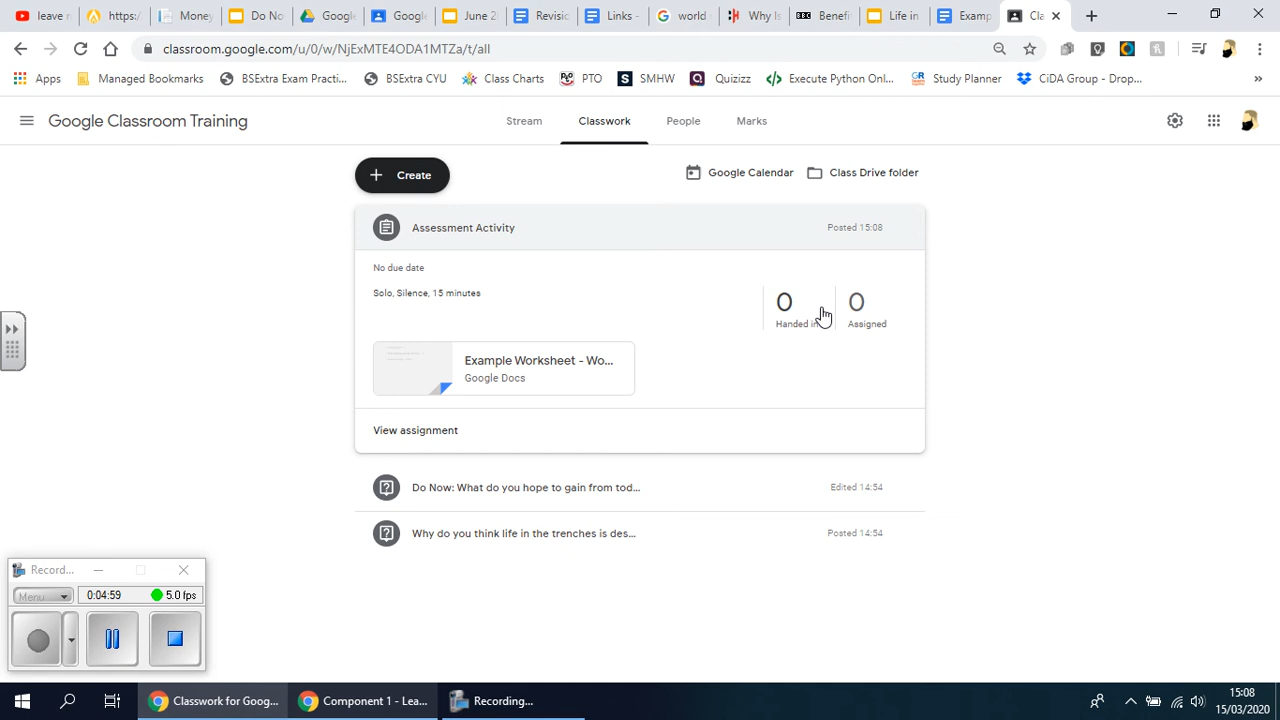 leave
https:/
Money
Do No
Google
Google
June 2
Revisi
Links -
world
Why Is
BBC
Benefi
Life in
Examp
Cla
classroom.google.com/u/0/w/NjExMTE4ODA1MTZa/t/all
Apps
Managed Bookmarks
BSExtra Exam Practi...
BSExtra CYU
Class Charts
PTO
SMHW
Quizizz
Execute Python Onl...
Study Planner
CiDA Group - Drop...
»
Google Classroom Training
Stream
Classwork
People
Marks
+ Create
Google Calendar
Class Drive folder
Assessment Activity
Posted 15:08
No due date
Solo, Silence, 15 minutes
0
0
Handed in
Assigned
Example Worksheet - Wo...
Google Docs
View assignment
Do Now: What do you hope to gain from tod...
Edited 14:54
Why do you think life in the trenches is des...
Posted 14:54
Record...
Menu
0:04:59
5.0 fps
Classwork for Goog...
Component 1 - Lea...
Recording...
15:08
15/03/2020